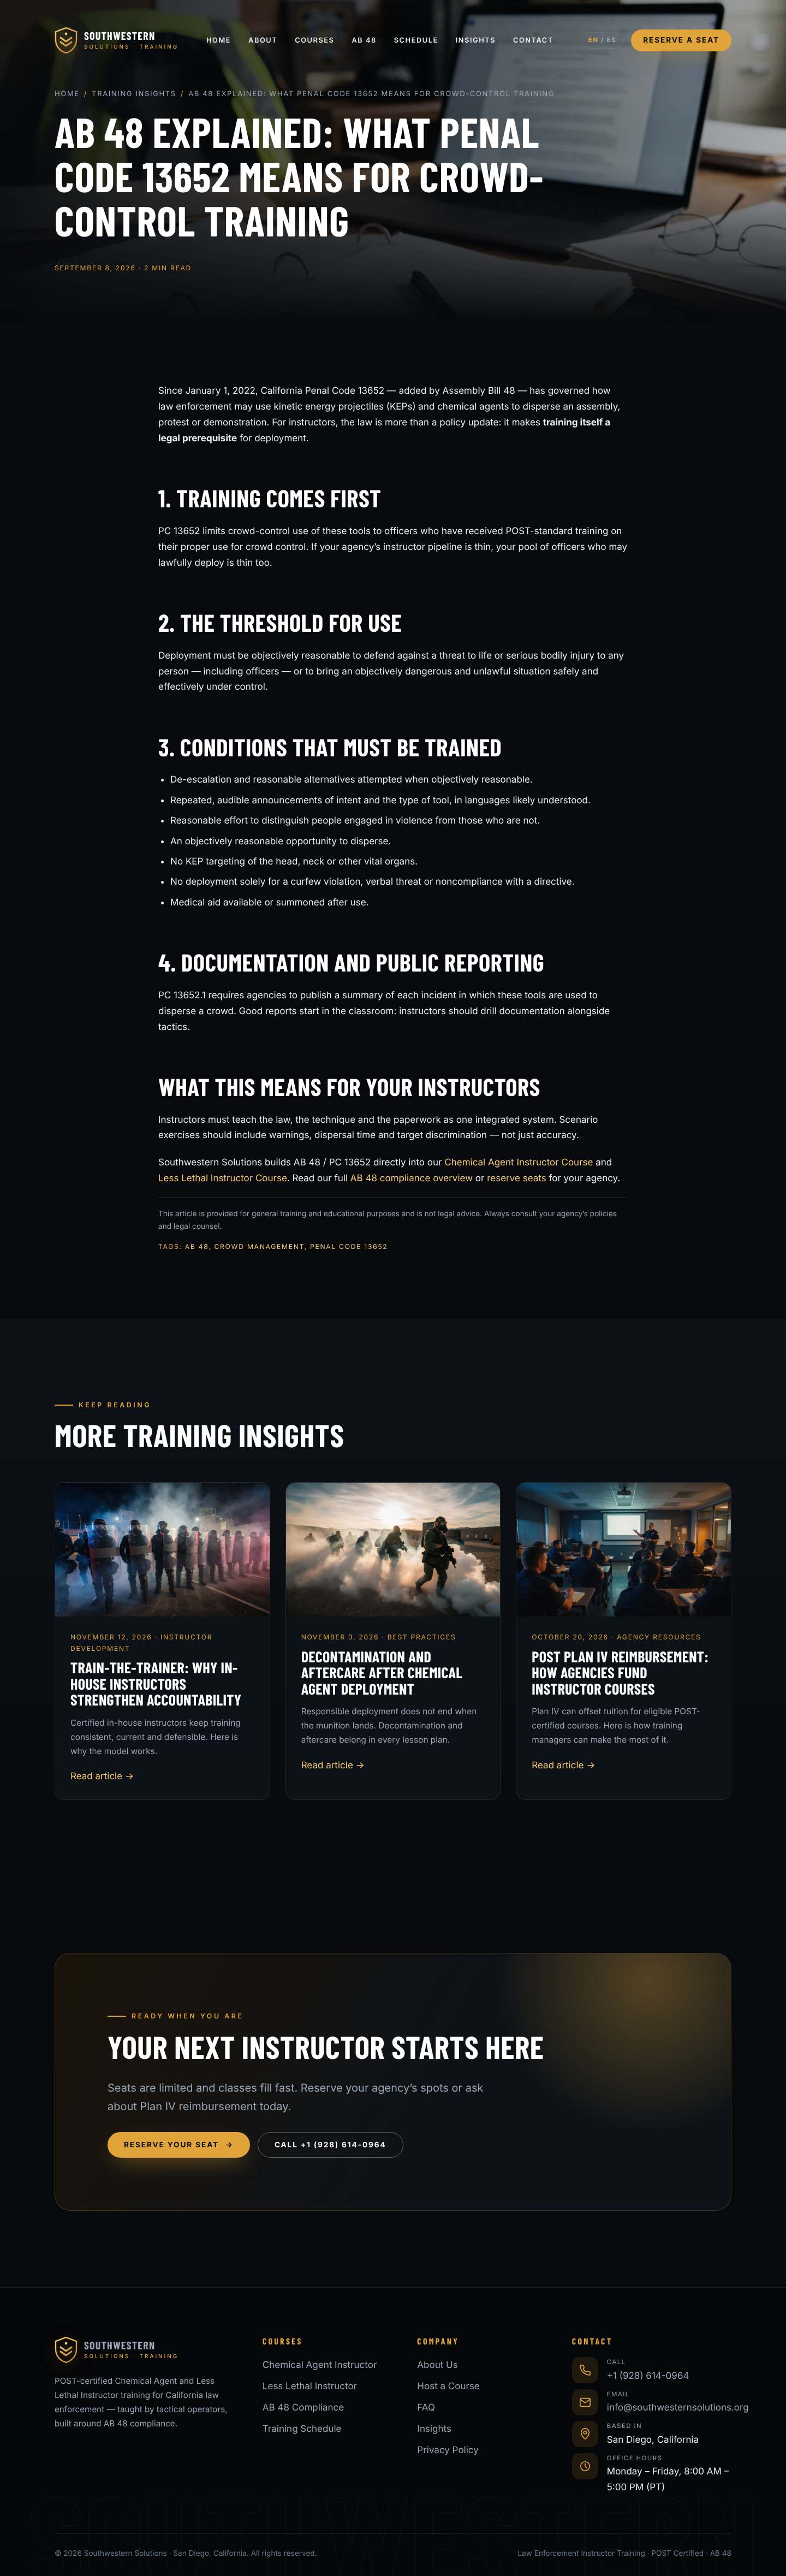 SOUTHWESTERN
SOLUTIONS · TRAINING
HOME ABOUT COURSES AB 48 SCHEDULE INSIGHTS CONTACT EN / ES RESERVE A SEAT
HOME / TRAINING INSIGHTS / AB 48 EXPLAINED: WHAT PENAL CODE 13652 MEANS FOR CROWD-CONTROL TRAINING
AB 48 EXPLAINED: WHAT PENAL
CODE 13652 MEANS FOR CROWD-
CONTROL TRAINING
SEPTEMBER 8, 2026 · 2 MIN READ
Since January 1, 2022, California Penal Code 13652 — added by Assembly Bill 48 — has governed how
law enforcement may use kinetic energy projectiles (KEPs) and chemical agents to disperse an assembly,
protest or demonstration. For instructors, the law is more than a policy update: it makes training itself a
legal prerequisite for deployment.
1. TRAINING COMES FIRST
PC 13652 limits crowd-control use of these tools to officers who have received POST-standard training on
their proper use for crowd control. If your agency's instructor pipeline is thin, your pool of officers who may
lawfully deploy is thin too.
2. THE THRESHOLD FOR USE
Deployment must be objectively reasonable to defend against a threat to life or serious bodily injury to any
person — including officers — or to bring an objectively dangerous and unlawful situation safely and
effectively under control.
3. CONDITIONS THAT MUST BE TRAINED
• De-escalation and reasonable alternatives attempted when objectively reasonable.
• Repeated, audible announcements of intent and the type of tool, in languages likely understood.
• Reasonable effort to distinguish people engaged in violence from those who are not.
• An objectively reasonable opportunity to disperse.
• No KEP targeting of the head, neck or other vital organs.
• No deployment solely for a curfew violation, verbal threat or noncompliance with a directive.
• Medical aid available or summoned after use.
4. DOCUMENTATION AND PUBLIC REPORTING
PC 13652.1 requires agencies to publish a summary of each incident in which these tools are used to
disperse a crowd. Good reports start in the classroom: instructors should drill documentation alongside
tactics.
WHAT THIS MEANS FOR YOUR INSTRUCTORS
Instructors must teach the law, the technique and the paperwork as one integrated system. Scenario
exercises should include warnings, dispersal time and target discrimination — not just accuracy.
Southwestern Solutions builds AB 48 / PC 13652 directly into our Chemical Agent Instructor Course and
Less Lethal Instructor Course. Read our full AB 48 compliance overview or reserve seats for your agency.
This article is provided for general training and educational purposes and is not legal advice. Always consult your agency's policies
and legal counsel.
TAGS: AB 48, CROWD MANAGEMENT, PENAL CODE 13652
KEEP READING
MORE TRAINING INSIGHTS
NOVEMBER 12, 2026 · INSTRUCTOR
DEVELOPMENT
TRAIN-THE-TRAINER: WHY IN-
HOUSE INSTRUCTORS
STRENGTHEN ACCOUNTABILITY
Certified in-house instructors keep training
consistent, current and defensible. Here is
why the model works.
Read article →
NOVEMBER 3, 2026 · BEST PRACTICES
DECONTAMINATION AND
AFTERCARE AFTER CHEMICAL
AGENT DEPLOYMENT
Responsible deployment does not end when
the munition lands. Decontamination and
aftercare belong in every lesson plan.
Read article →
OCTOBER 20, 2026 · AGENCY RESOURCES
POST PLAN IV REIMBURSEMENT:
HOW AGENCIES FUND
INSTRUCTOR COURSES
Plan IV can offset tuition for eligible POST-
certified courses. Here is how training
managers can make the most of it.
Read article →
READY WHEN YOU ARE
YOUR NEXT INSTRUCTOR STARTS HERE
Seats are limited and classes fill fast. Reserve your agency's spots or ask
about Plan IV reimbursement today.
RESERVE YOUR SEAT →
CALL +1 (928) 614-0964
SOUTHWESTERN
SOLUTIONS · TRAINING
POST-certified Chemical Agent and Less
Lethal Instructor training for California law
enforcement — taught by tactical operators,
built around AB 48 compliance.
COURSES
Chemical Agent Instructor
Less Lethal Instructor
AB 48 Compliance
Training Schedule
COMPANY
About Us
Host a Course
FAQ
Insights
Privacy Policy
CONTACT
CALL
+1 (928) 614-0964
EMAIL
info@southwesternsolutions.org
BASED IN
San Diego, California
OFFICE HOURS
Monday – Friday, 8:00 AM –
5:00 PM (PT)
SOUTHWESTERN
© 2026 Southwestern Solutions · San Diego, California. All rights reserved.
Law Enforcement Instructor Training · POST Certified · AB 48